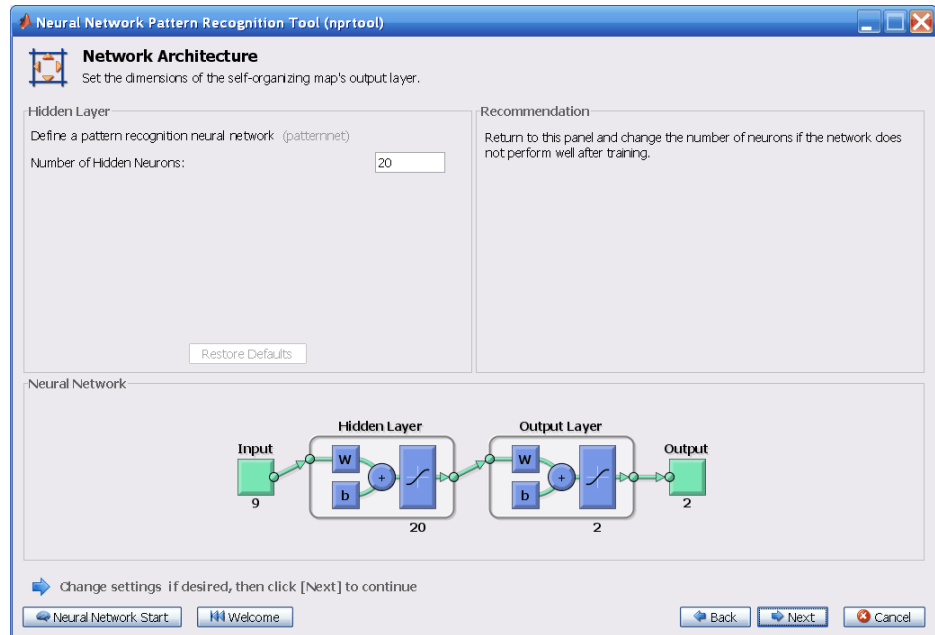 Neural Network Pattern Recognition Tool (nprtool)
Network Architecture
Set the dimensions of the self-organizing map's output layer.
Hidden Layer
Define a pattern recognition neural network (patternnet)
Number of Hidden Neurons: 20
Restore Defaults
Recommendation
Return to this panel and change the number of neurons if the network does
not perform well after training.
Neural Network
Hidden Layer
Output Layer
Input
Output
W
b
+
W
b
+
9
20
2
2
Change settings if desired, then click [Next] to continue
Neural Network Start
Welcome
Back
Next
Cancel